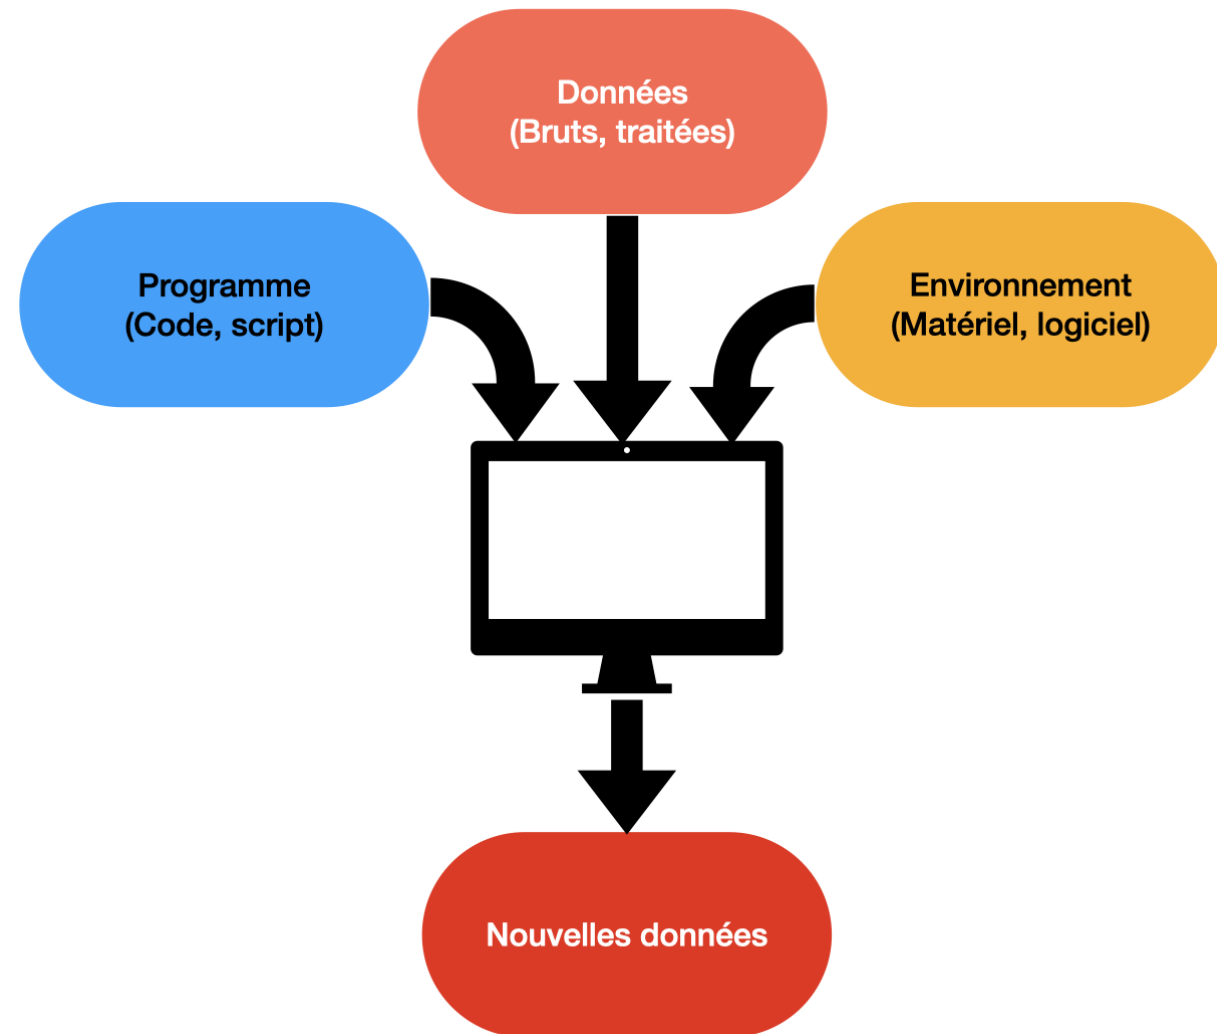 Données
(Bruts, traitées)
Programme
(Code, script)
Environnement
(Matériel, logiciel)
Nouvelles données